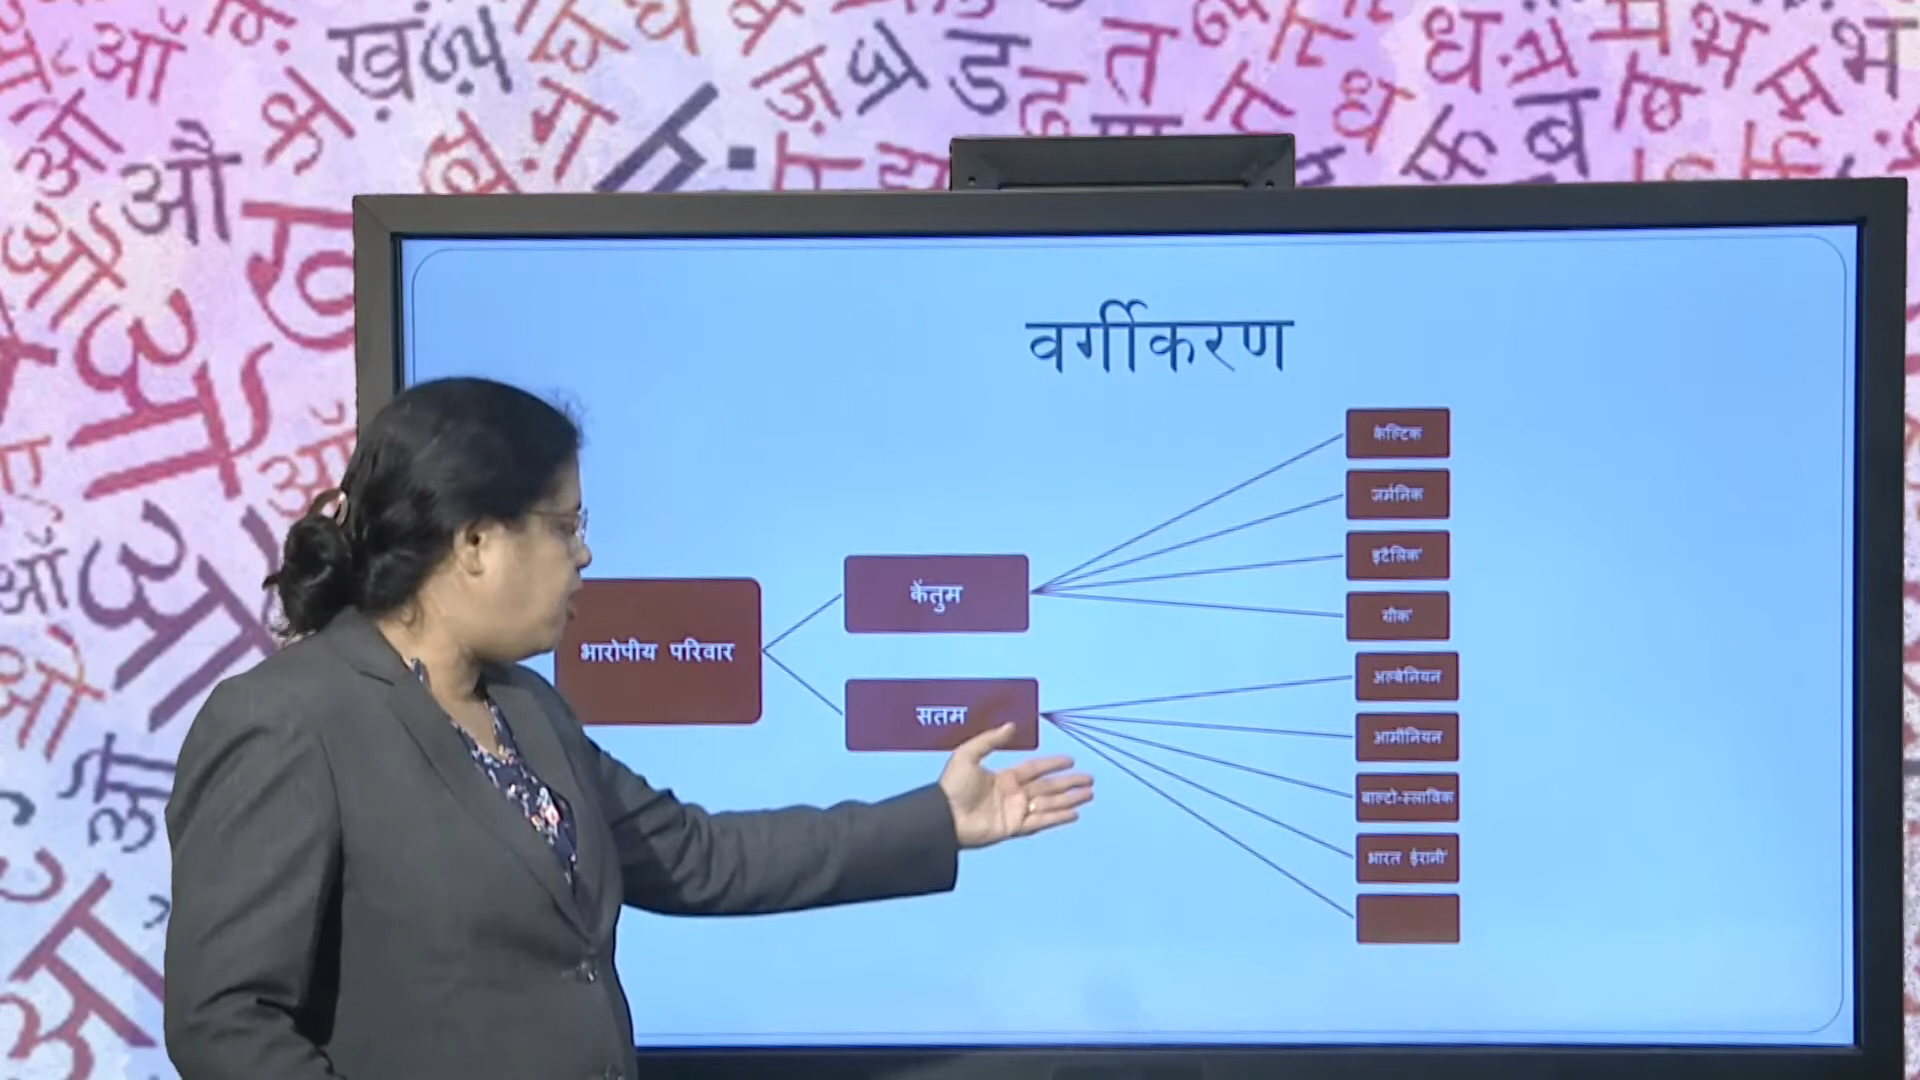 वर्गीकरण
भारोपीय परिवार
केंतुम
सतम
केल्टिक
जर्मनिक
इटैलिक'
ग्रीक'
अल्बेनियन
आर्मीनियन
बाल्टो-स्लाविक
भारत ईरानी'